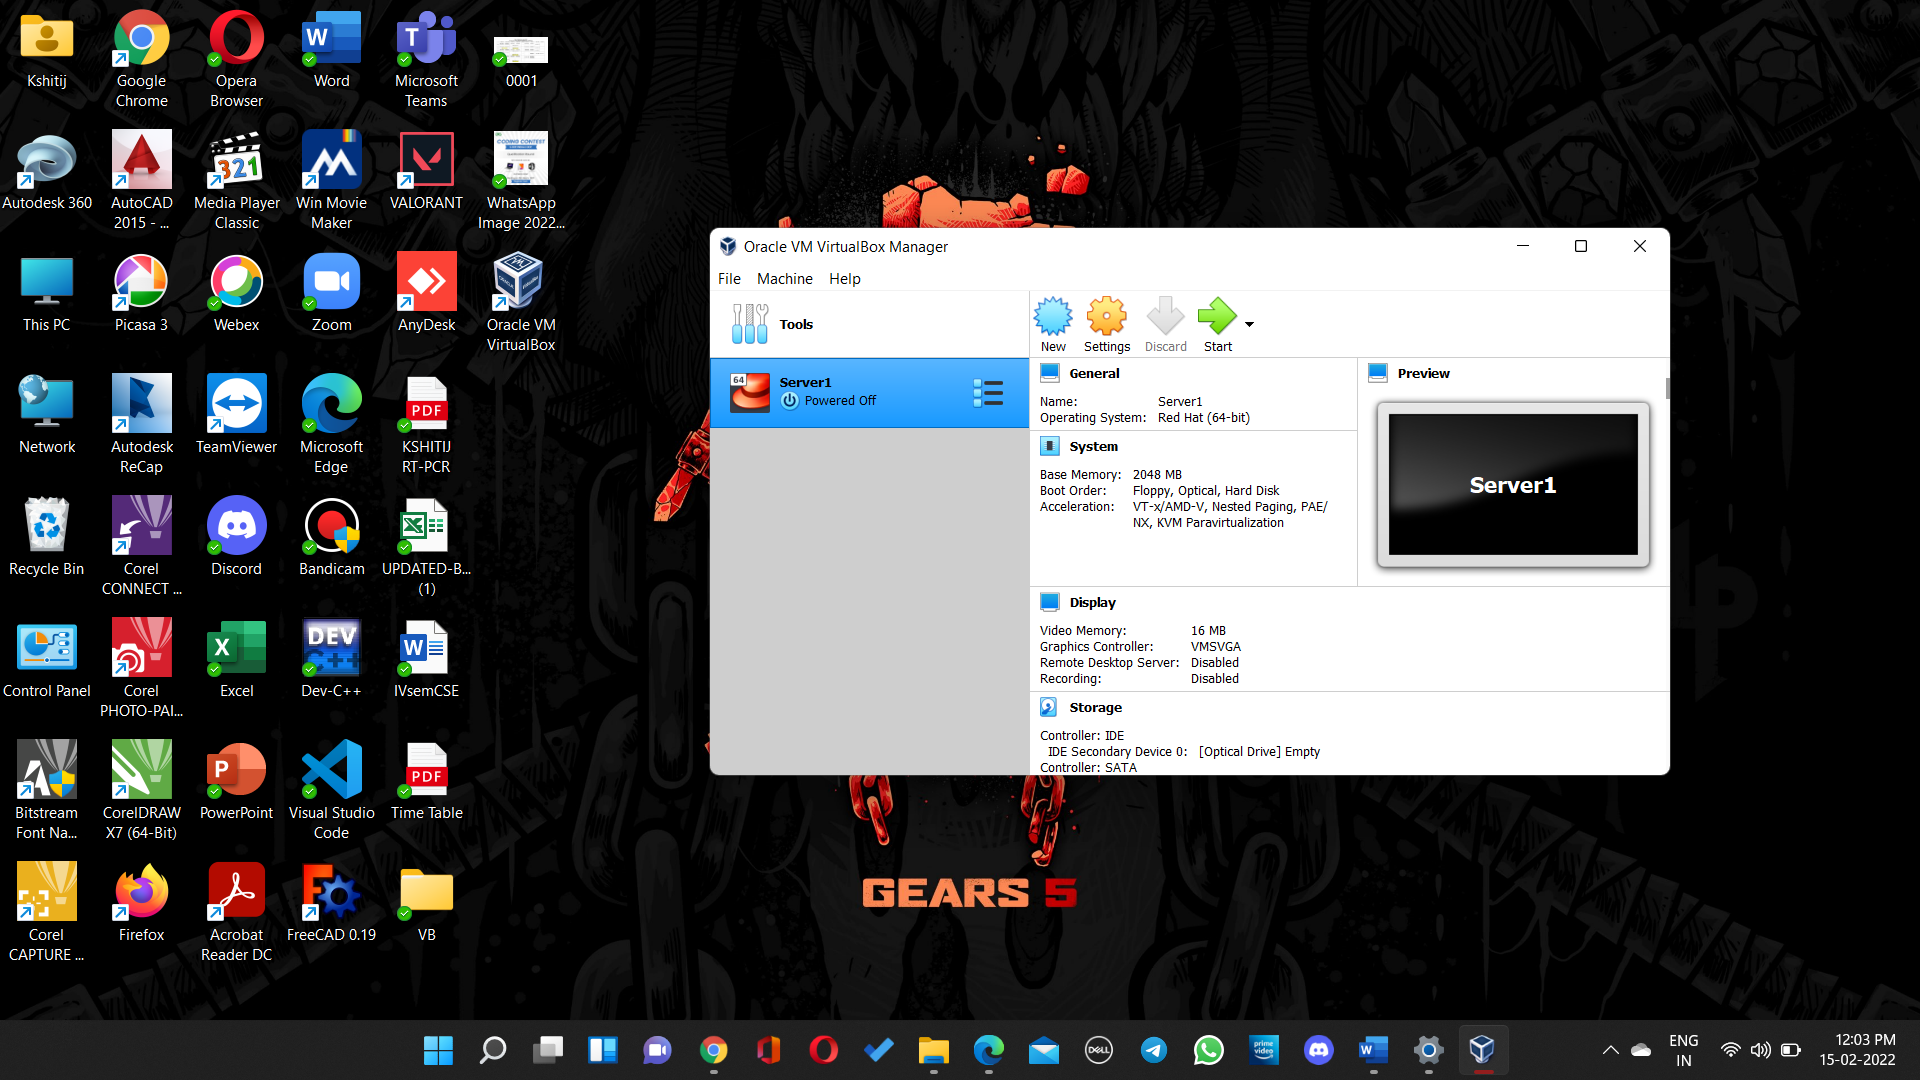 Kshitij
Google
Chrome
Opera
Browser
Word
Microsoft
Teams
0001
Autodesk 360
AutoCAD
2015 - ...
Media Player
Classic
Win Movie
Maker
VALORANT
WhatsApp
Image 2022...
This PC
Picasa 3
Webex
Zoom
AnyDesk
Oracle VM
VirtualBox
Network
Autodesk
ReCap
TeamViewer
Microsoft
Edge
PDF
KSHITIJ
RT-PCR
Recycle Bin
Corel
CONNECT ...
Discord
Bandicam
UPDATED-B...
(1)
Control Panel
Corel
PHOTO-PAI...
Excel
DEV
C++
Dev-C++
IVsemCSE
Bitstream
Font Na...
CorelDRAW
X7 (64-Bit)
PowerPoint
Visual Studio
Code
PDF
Time Table
Corel
CAPTURE ...
Firefox
Acrobat
Reader DC
FreeCAD 0.19
VB
Oracle VM VirtualBox Manager
File Machine Help
Tools
New Settings Discard Start
64
Server1
Powered Off
General
Name: Server1
Operating System: Red Hat (64-bit)
System
Base Memory: 2048 MB
Boot Order: Floppy, Optical, Hard Disk
Acceleration: VT-x/AMD-V, Nested Paging, PAE/
NX, KVM Paravirtualization
Preview
Server1
Display
Video Memory: 16 MB
Graphics Controller: VMSVGA
Remote Desktop Server: Disabled
Recording: Disabled
Storage
Controller: IDE
IDE Secondary Device 0: [Optical Drive] Empty
Controller: SATA
GEARS 5
DELL
prime
video
ENG
IN
12:03 PM
15-02-2022